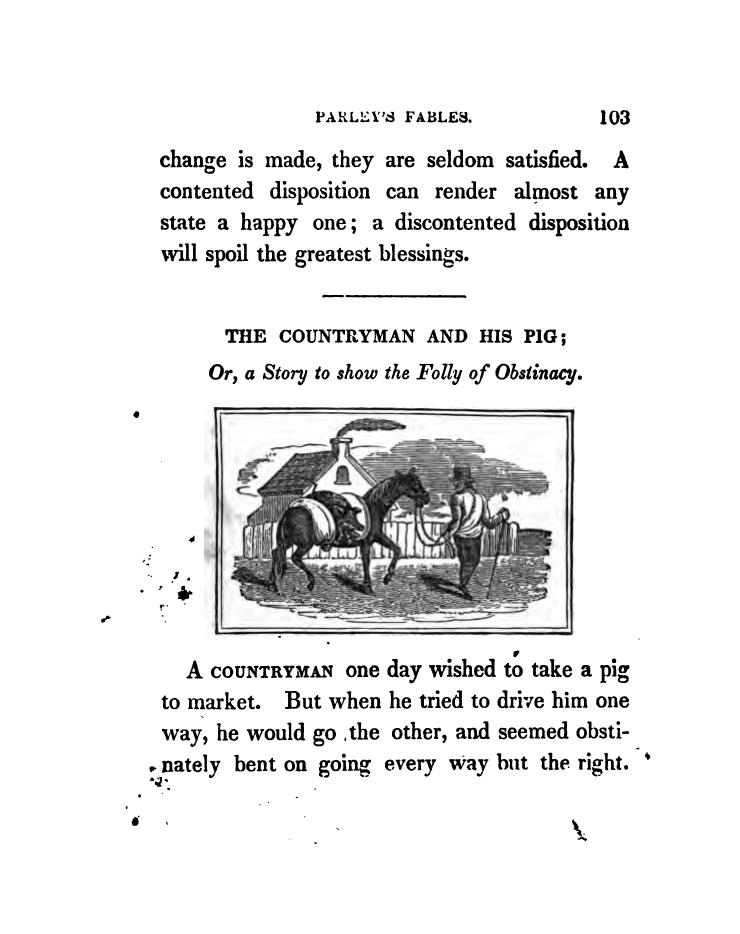 PARLEY'S FABLES. 103
change is made, they are seldom satisfied. A
contented disposition can render almost any
state a happy one; a discontented disposition
will spoil the greatest blessings.
THE COUNTRYMAN AND HIS PIG;
Or, a Story to show the Folly of Obstinacy.
A COUNTRYMAN one day wished to take a pig
to market. But when he tried to drive him one
way, he would go the other, and seemed obsti-
nately bent on going every way but the right.